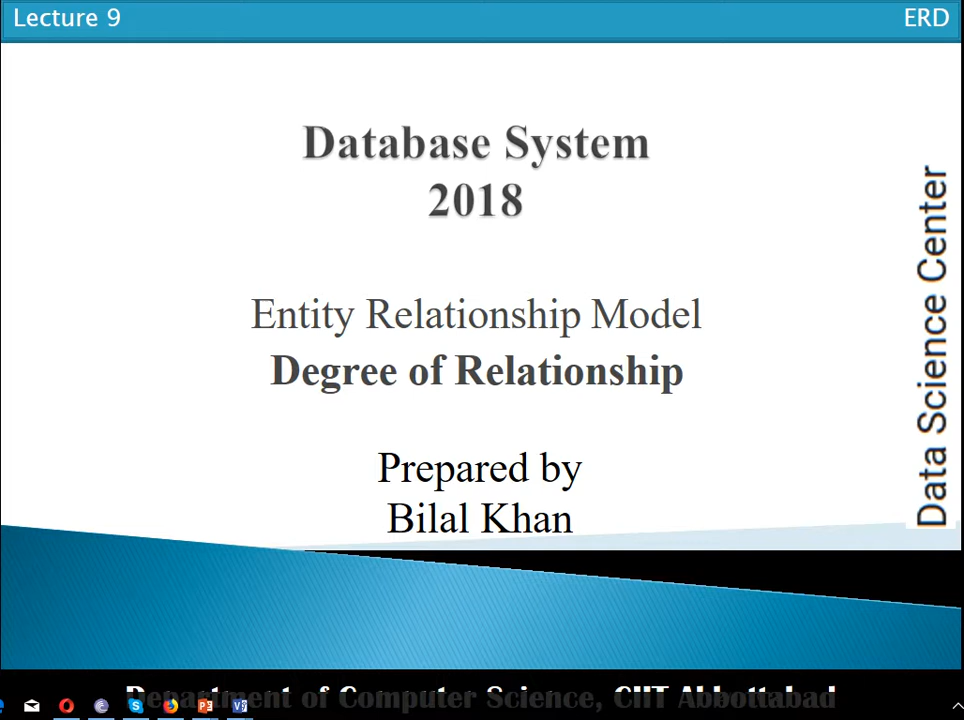 Lecture 9
ERD
Database System
2018
Entity Relationship Model
Degree of Relationship
Prepared by
Bilal Khan
Data Science Center
Department of Computer Science, CIIT Abbottabad